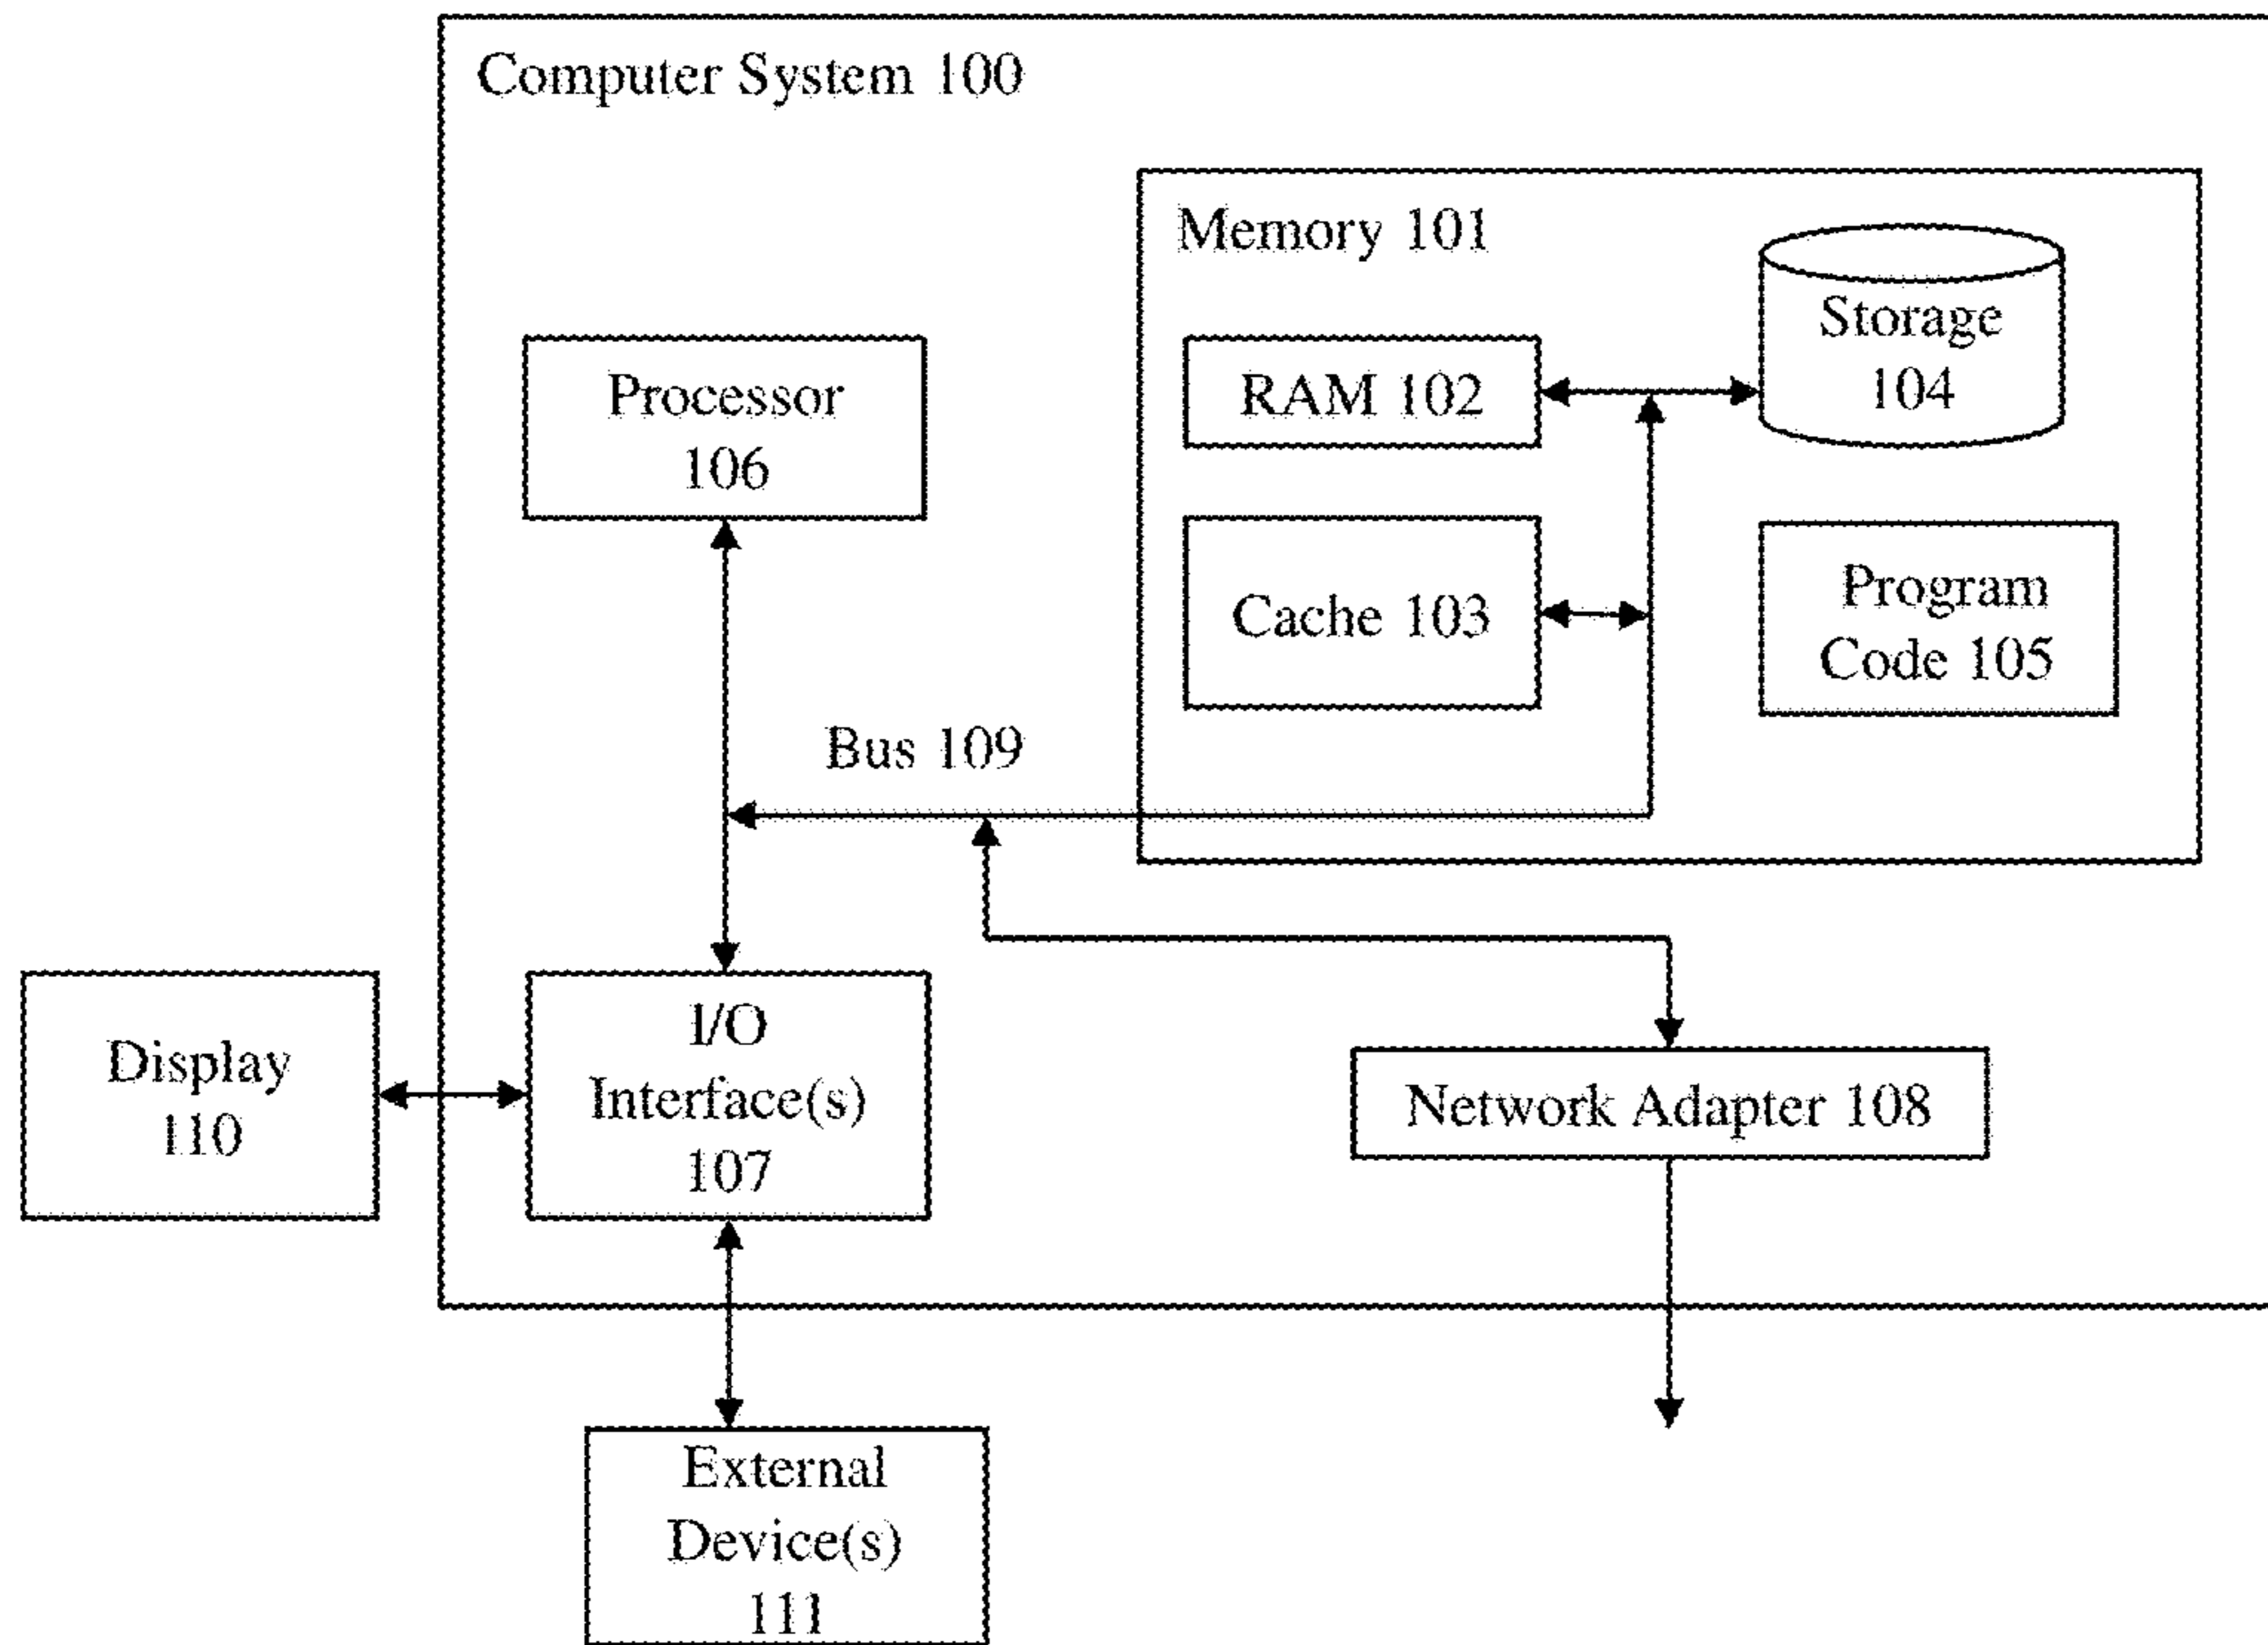 Computer System 100
Memory 101
Storage
104
RAM 102
Processor
106
Cache 103
Program
Code 105
Bus 109
I/O
Interface(s)
107
Display
110
Network Adapter 108
External
Device(s)
111